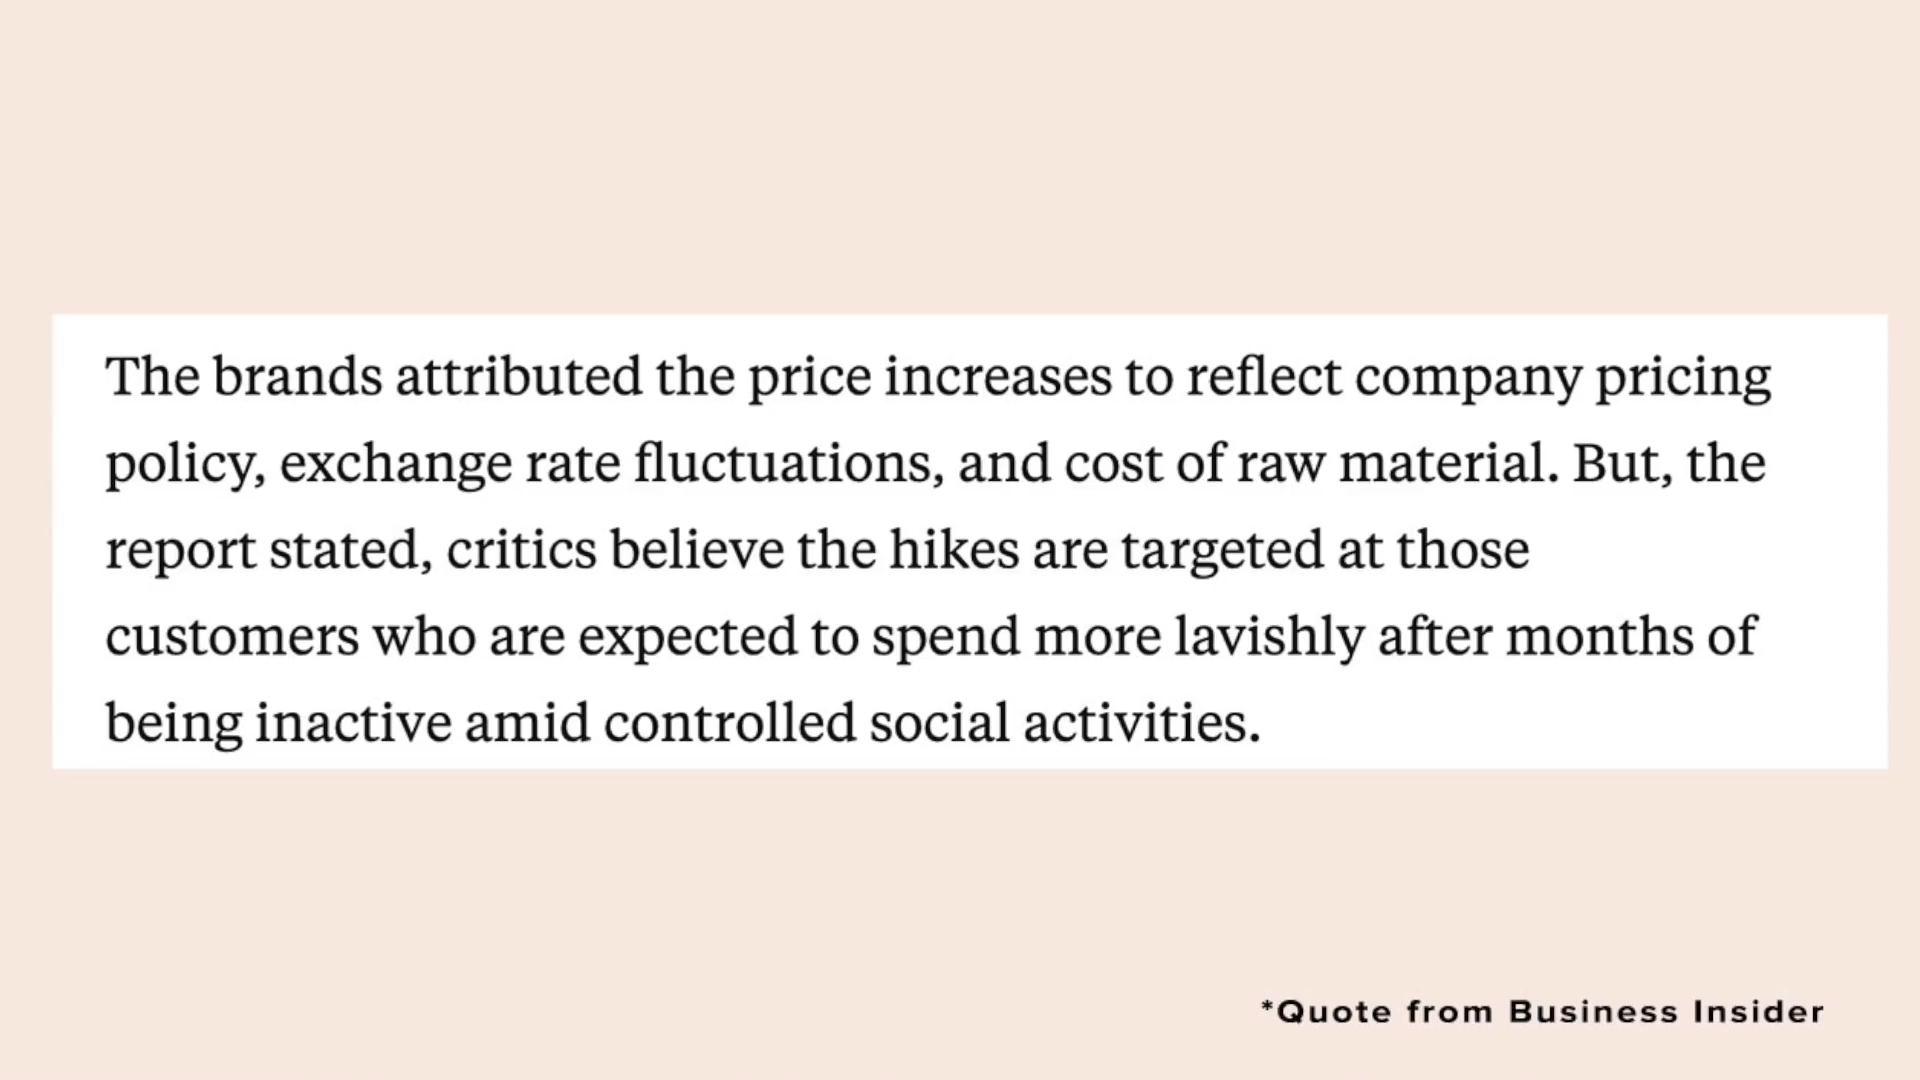 The brands attributed the price increases to reflect company pricing
policy, exchange rate fluctuations, and cost of raw material. But, the
report stated, critics believe the hikes are targeted at those
customers who are expected to spend more lavishly after months of
being inactive amid controlled social activities.
*Quote from Business Insider